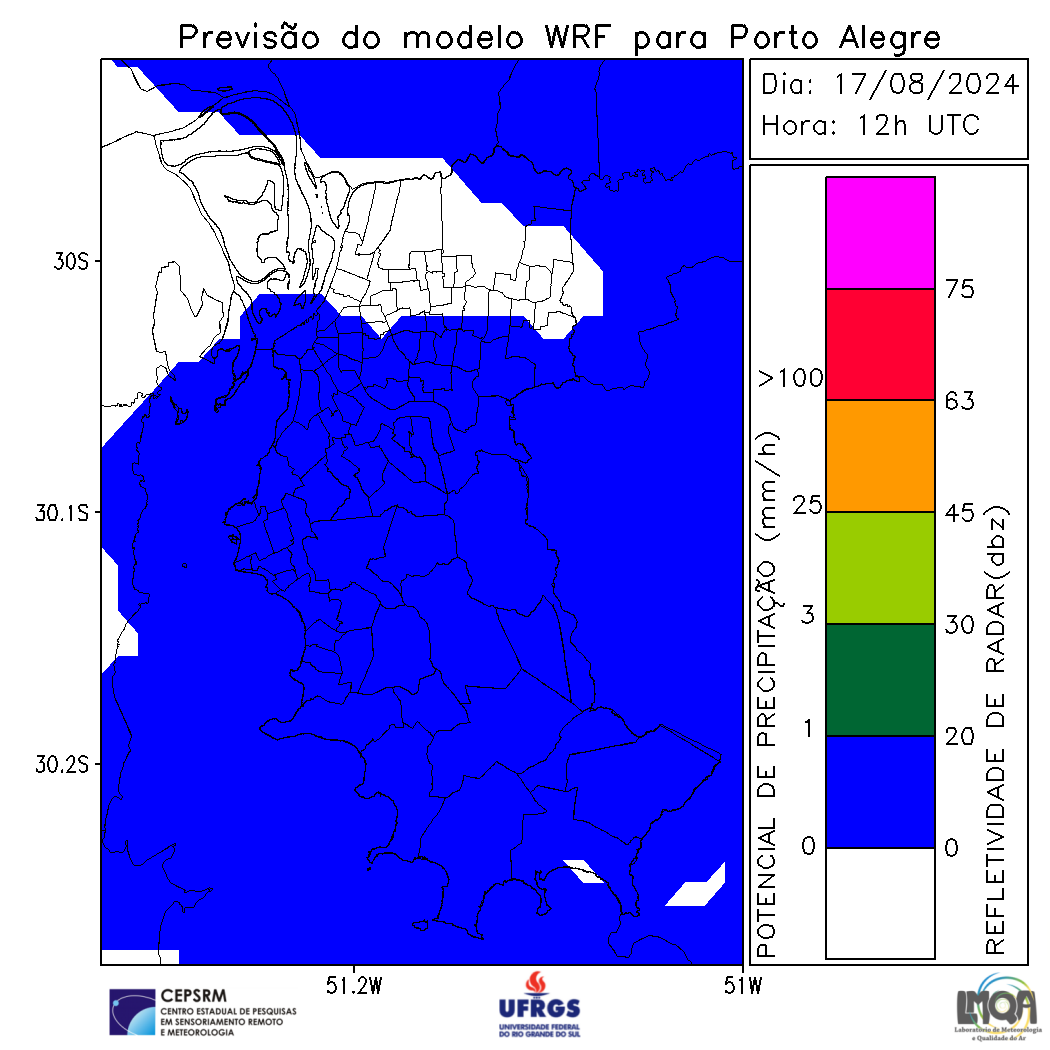 Previsão do modelo WRF para Porto Alegre
Dia: 17/08/2024
Hora: 12h UTC
30S
30.1S
30.2S
51.2W
51W
POTENCIAL DE PRECIPITAÇÃO (mm/h)
>100
25
3
1
0
75
63
45
30
20
0
REFLETIVIDADE DE RADAR(dbz)
CEPSRM
CENTRO ESTADUAL DE PESQUISAS
EM SENSORIAMENTO REMOTO
E METEOROLOGIA
UFRGS
UNIVERSIDADE FEDERAL
DO RIO GRANDE DO SUL
LMQA
Laboratório de Meteorologia
e Qualidade do Ar